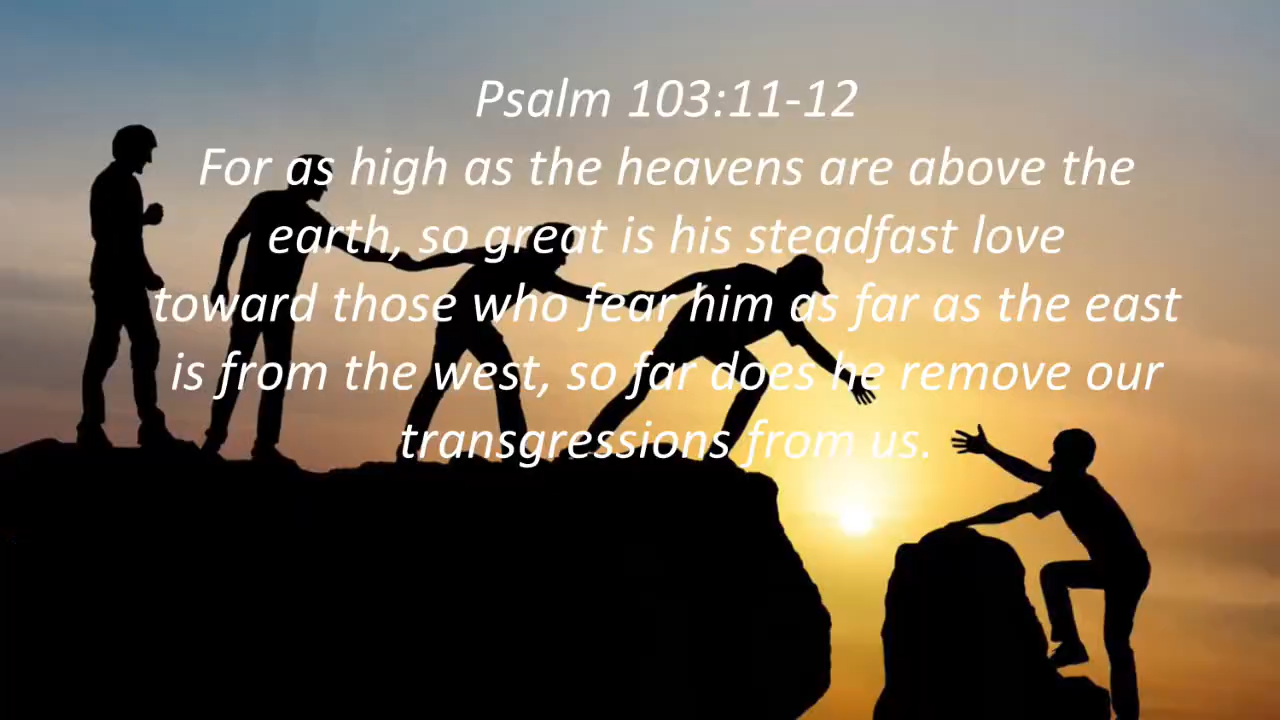 Psalm 103:11-12
For as high as the heavens are above the
earth, so great is his steadfast love
toward those who fear him as far as the east
is from the west, so far does he remove our
transgressions from us.